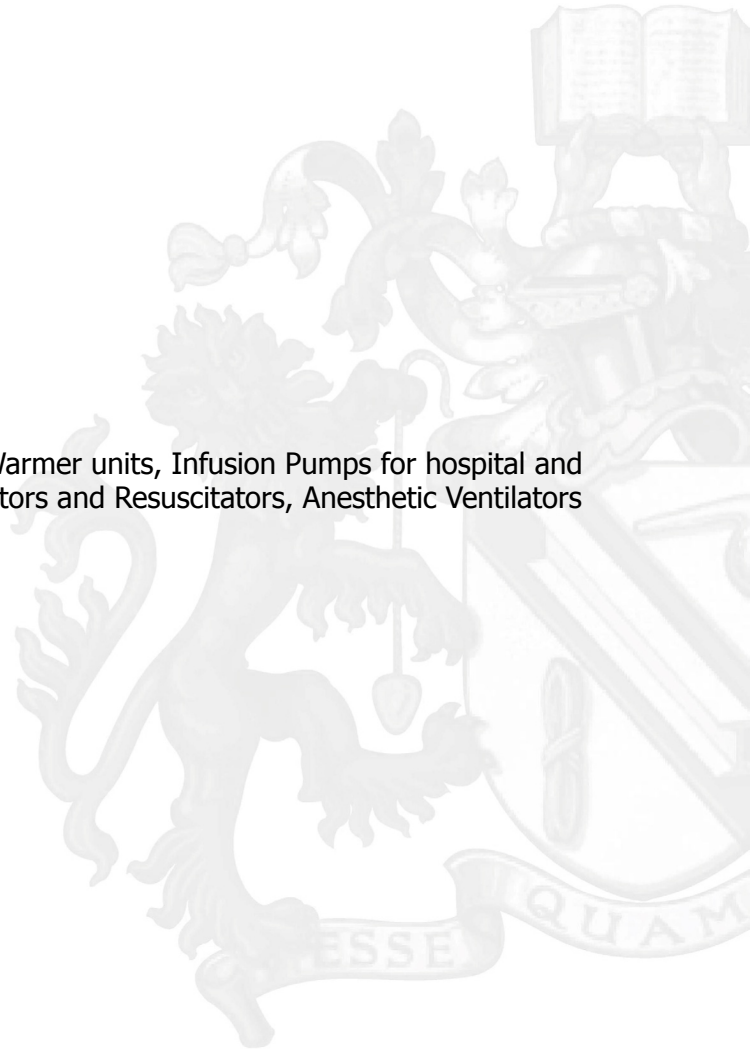 Warmer units, Infusion Pumps for hospital and
tors and Resuscitators, Anesthetic Ventilators
ESSE
QUAM